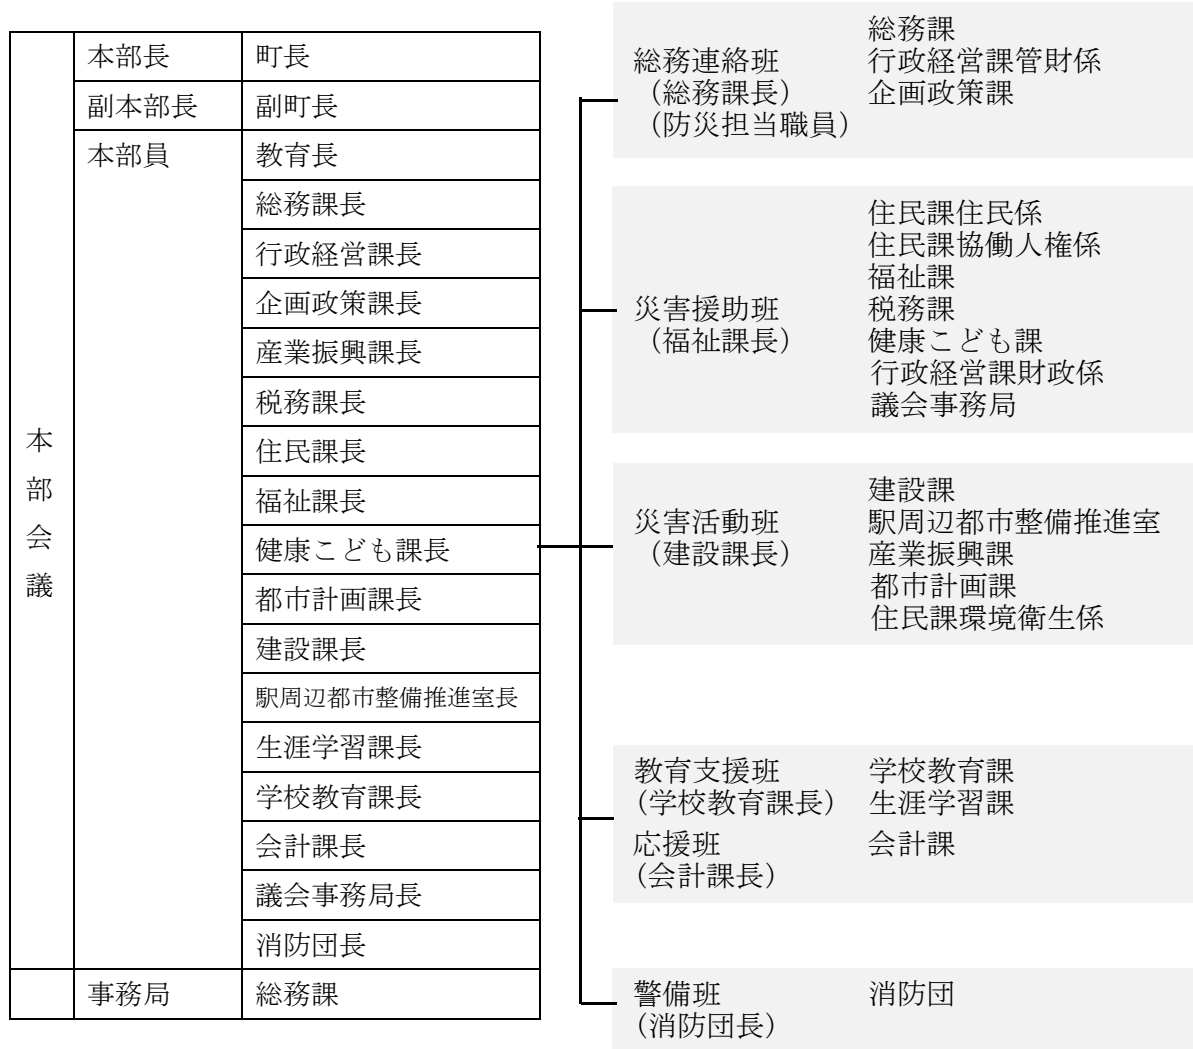 本部会議
本部長 町長
副本部長 副町長
本部員 教育長
総務課長
行政経営課長
企画政策課長
産業振興課長
税務課長
住民課長
福祉課長
健康こども課長
都市計画課長
建設課長
駅周辺都市整備推進室長
生涯学習課長
学校教育課長
会計課長
議会事務局長
消防団長
事務局 総務課
総務連絡班
（総務課長）
（防災担当職員）
総務課
行政経営課管財係
企画政策課
災害援助班
（福祉課長）
住民課住民係
住民課協働人権係
福祉課
税務課
健康こども課
行政経営課財政係
議会事務局
災害活動班
（建設課長）
建設課
駅周辺都市整備推進室
産業振興課
都市計画課
住民課環境衛生係
教育支援班
（学校教育課長）
学校教育課
生涯学習課
応援班
（会計課長）
会計課
警備班
（消防団長）
消防団